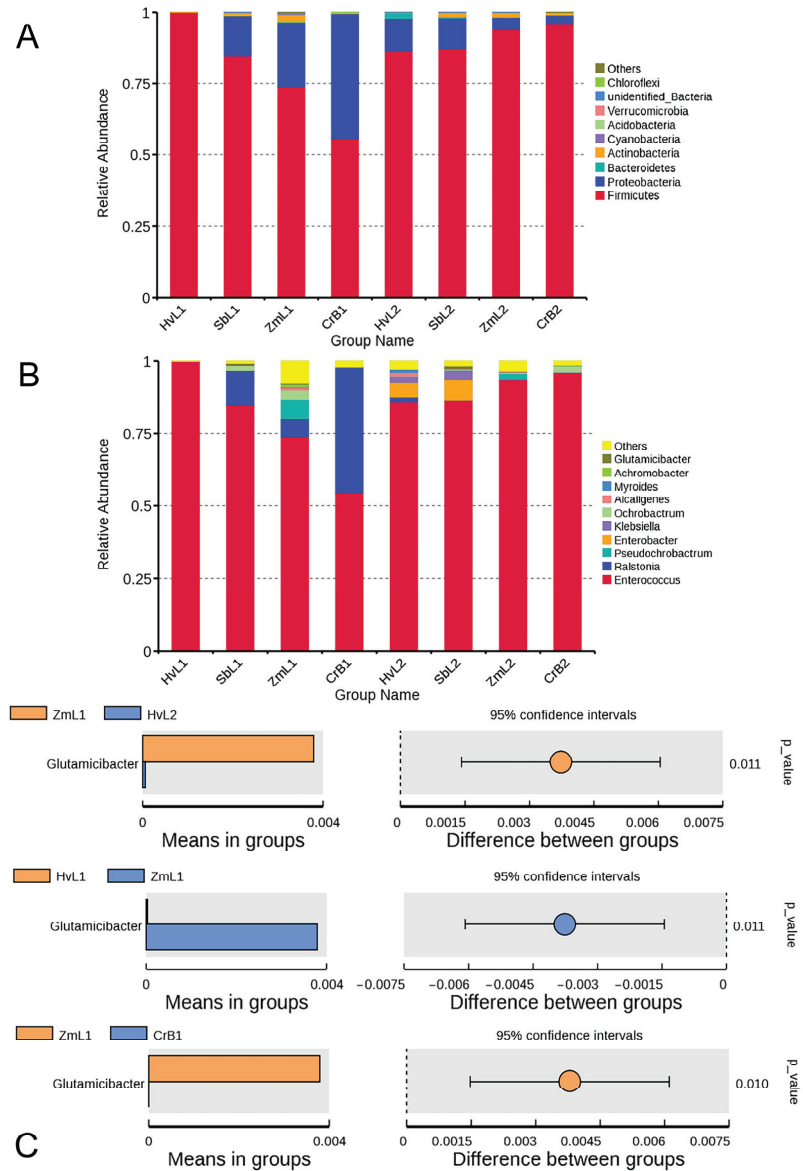 A
Relative Abundance
1
0.75
0.5
0.25
0
HvL1 SbL1 ZmL1 CrB1 HvL2 SbL2 ZmL2 CrB2
Group Name
Others
Chloroflexi
unidentified_Bacteria
Verrucomicrobia
Acidobacteria
Cyanobacteria
Actinobacteria
Bacteroidetes
Proteobacteria
Firmicutes
B
Relative Abundance
1
0.75
0.5
0.25
0
HvL1 SbL1 ZmL1 CrB1 HvL2 SbL2 ZmL2 CrB2
Group Name
Others
Glutamicibacter
Achromobacter
Myroides
Alcaligenes
Ochrobactrum
Klebsiella
Enterobacter
Pseudochrobactrum
Ralstonia
Enterococcus
ZmL1 HvL2 95% confidence intervals
Glutamicibacter 0.011 p_value
0 0.004 0 0.0015 0.003 0.0045 0.006 0.0075
Means in groups Difference between groups
HvL1 ZmL1 95% confidence intervals
Glutamicibacter 0.011 p_value
0 0.004 −0.0075 −0.006 −0.0045 −0.003 −0.0015 0
Means in groups Difference between groups
ZmL1 CrB1 95% confidence intervals
Glutamicibacter 0.010 p_value
0 0.004 0 0.0015 0.003 0.0045 0.006 0.0075
Means in groups Difference between groups
C